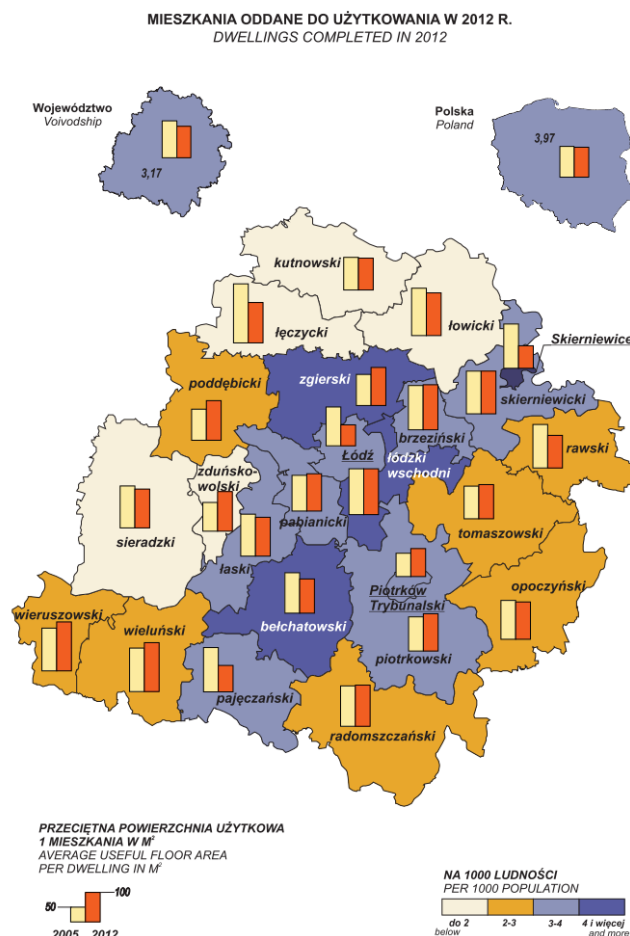 MIESZKANIA ODDANE DO UŻYTKOWANIA W 2012 R.
DWELLINGS COMPLETED IN 2012
Województwo
Voivodship
3,17
Polska
Poland
3,97
kutnowski
łęczycki
łowicki
Skierniewice
poddębicki
zgierski
skierniewicki
brzeziński
rawski
Łódź
łódzki
wschodni
zduńsko-
wolski
pabianicki
tomaszowski
sieradzki
łaski
Piotrków
Trybunalski
opoczyński
wieruszowski
wieluński
bełchatowski
piotrkowski
pajęczański
radomszczański
PRZECIĘTNA POWIERZCHNIA UŻYTKOWA
1 MIESZKANIA W M²
AVERAGE USEFUL FLOOR AREA
PER DWELLING IN M²
100
50
2005 2012
NA 1000 LUDNOŚCI
PER 1000 POPULATION
do 2 2-3 3-4 4 i więcej
below and more